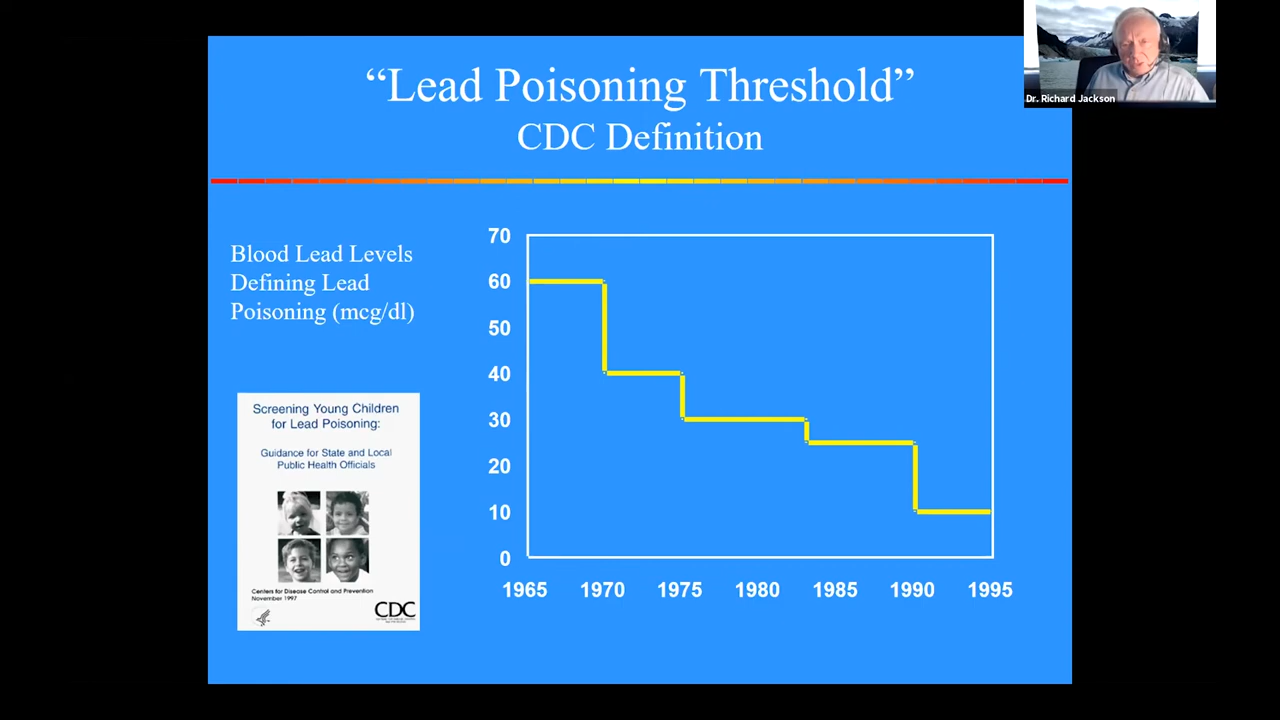 “Lead Poisoning Threshold”
CDC Definition
Dr. Richard Jackson
Blood Lead Levels
Defining Lead
Poisoning (mcg/dl)
70
60
50
40
30
20
10
0
1965 1970 1975 1980 1985 1990 1995
Screening Young Children
for Lead Poisoning:
Guidance for State and Local
Public Health Officials
Centers for Disease Control and Prevention
November 1997
CDC